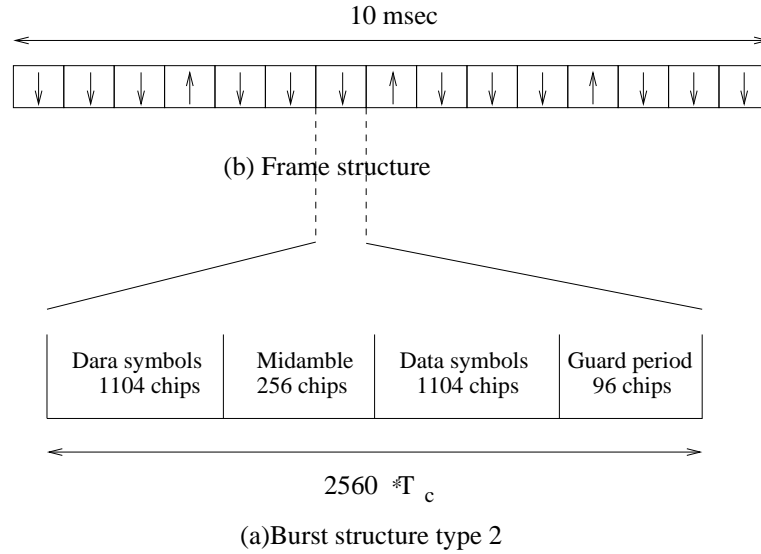 10 msec
(b) Frame structure
Dara symbols
1104 chips
Midamble
256 chips
Data symbols
1104 chips
Guard period
96 chips
2560 *T c
(a)Burst structure type 2